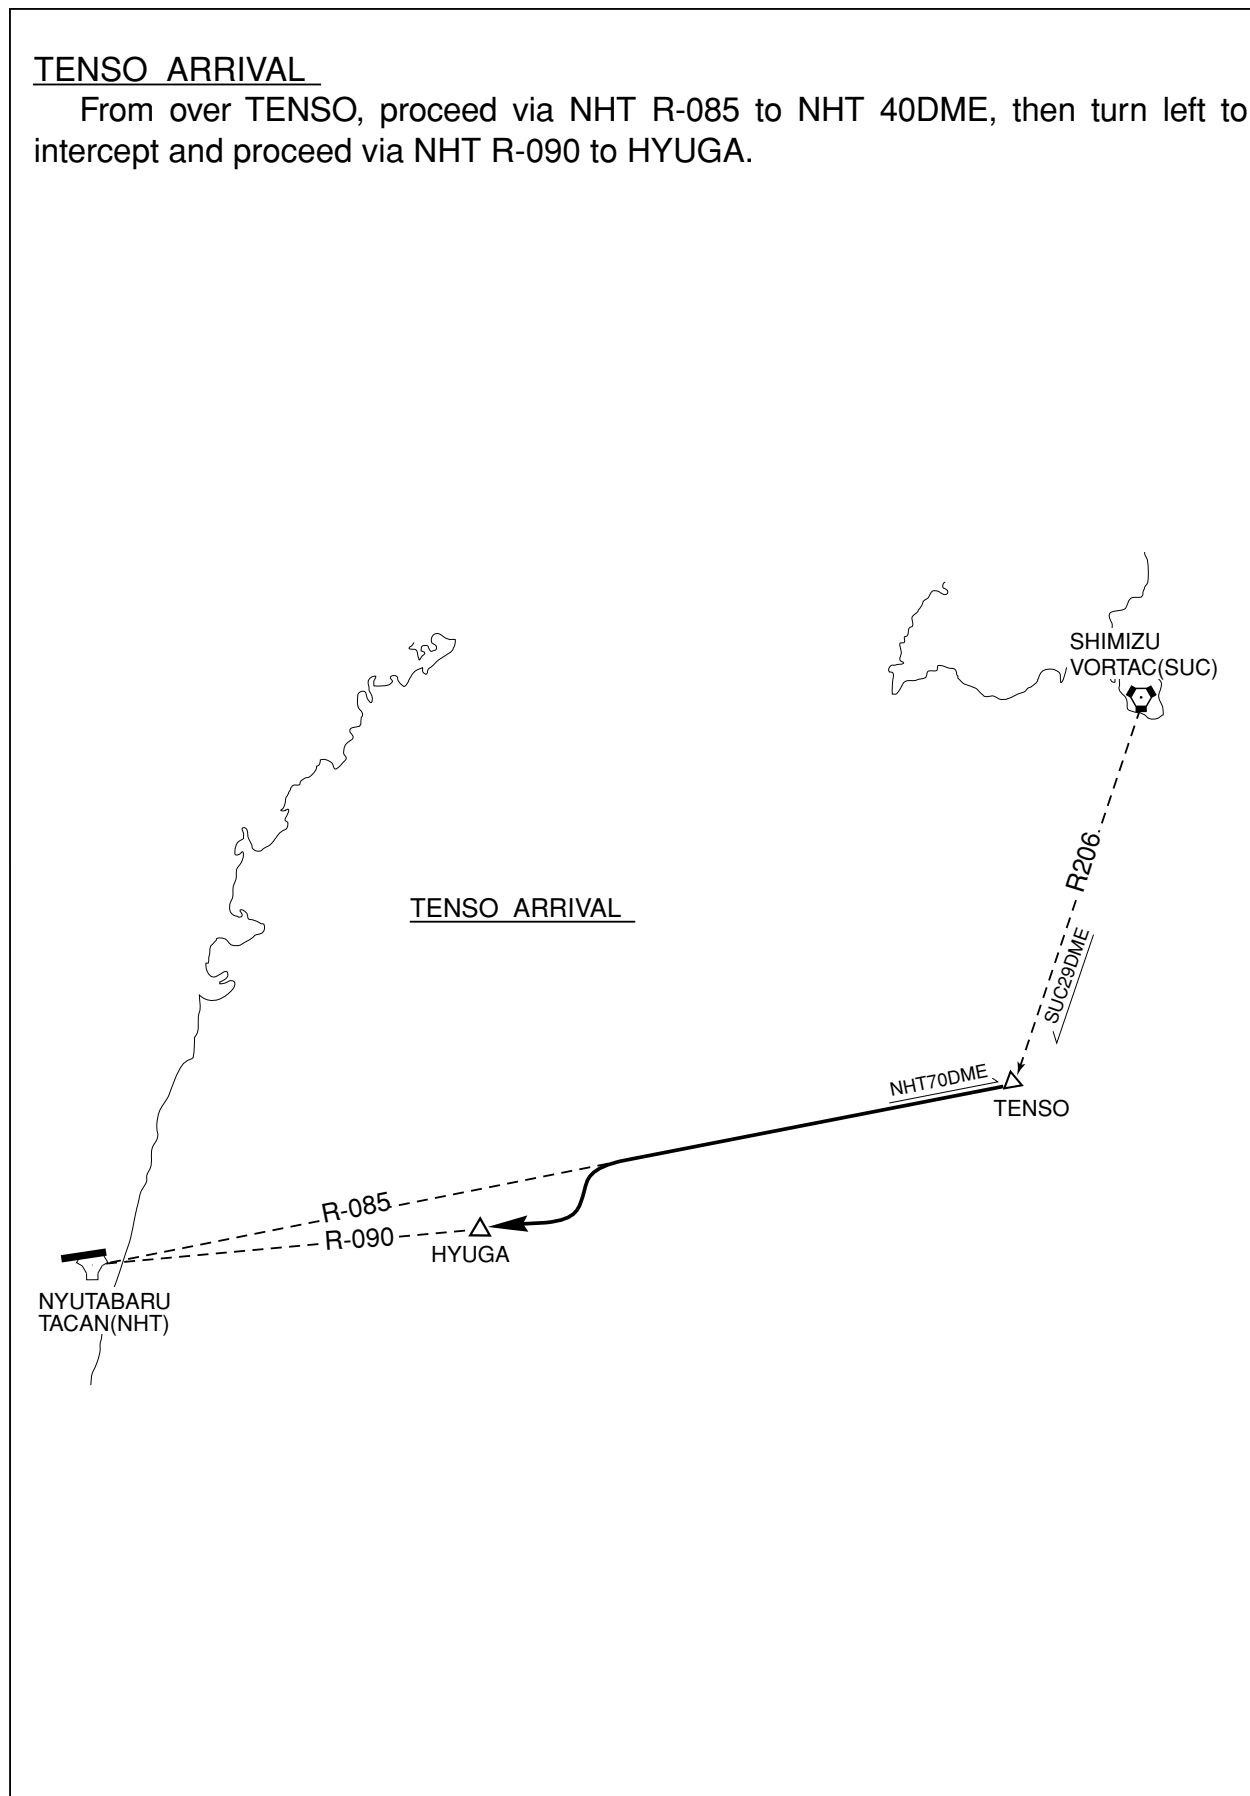 TENSO ARRIVAL
From over TENSO, proceed via NHT R-085 to NHT 40DME, then turn left to
intercept and proceed via NHT R-090 to HYUGA.
SHIMIZU
VORTAC(SUC)
R206
TENSO ARRIVAL
SUC29DME
NHT70DME
TENSO
R-085
R-090
HYUGA
NYUTABARU
TACAN(NHT)